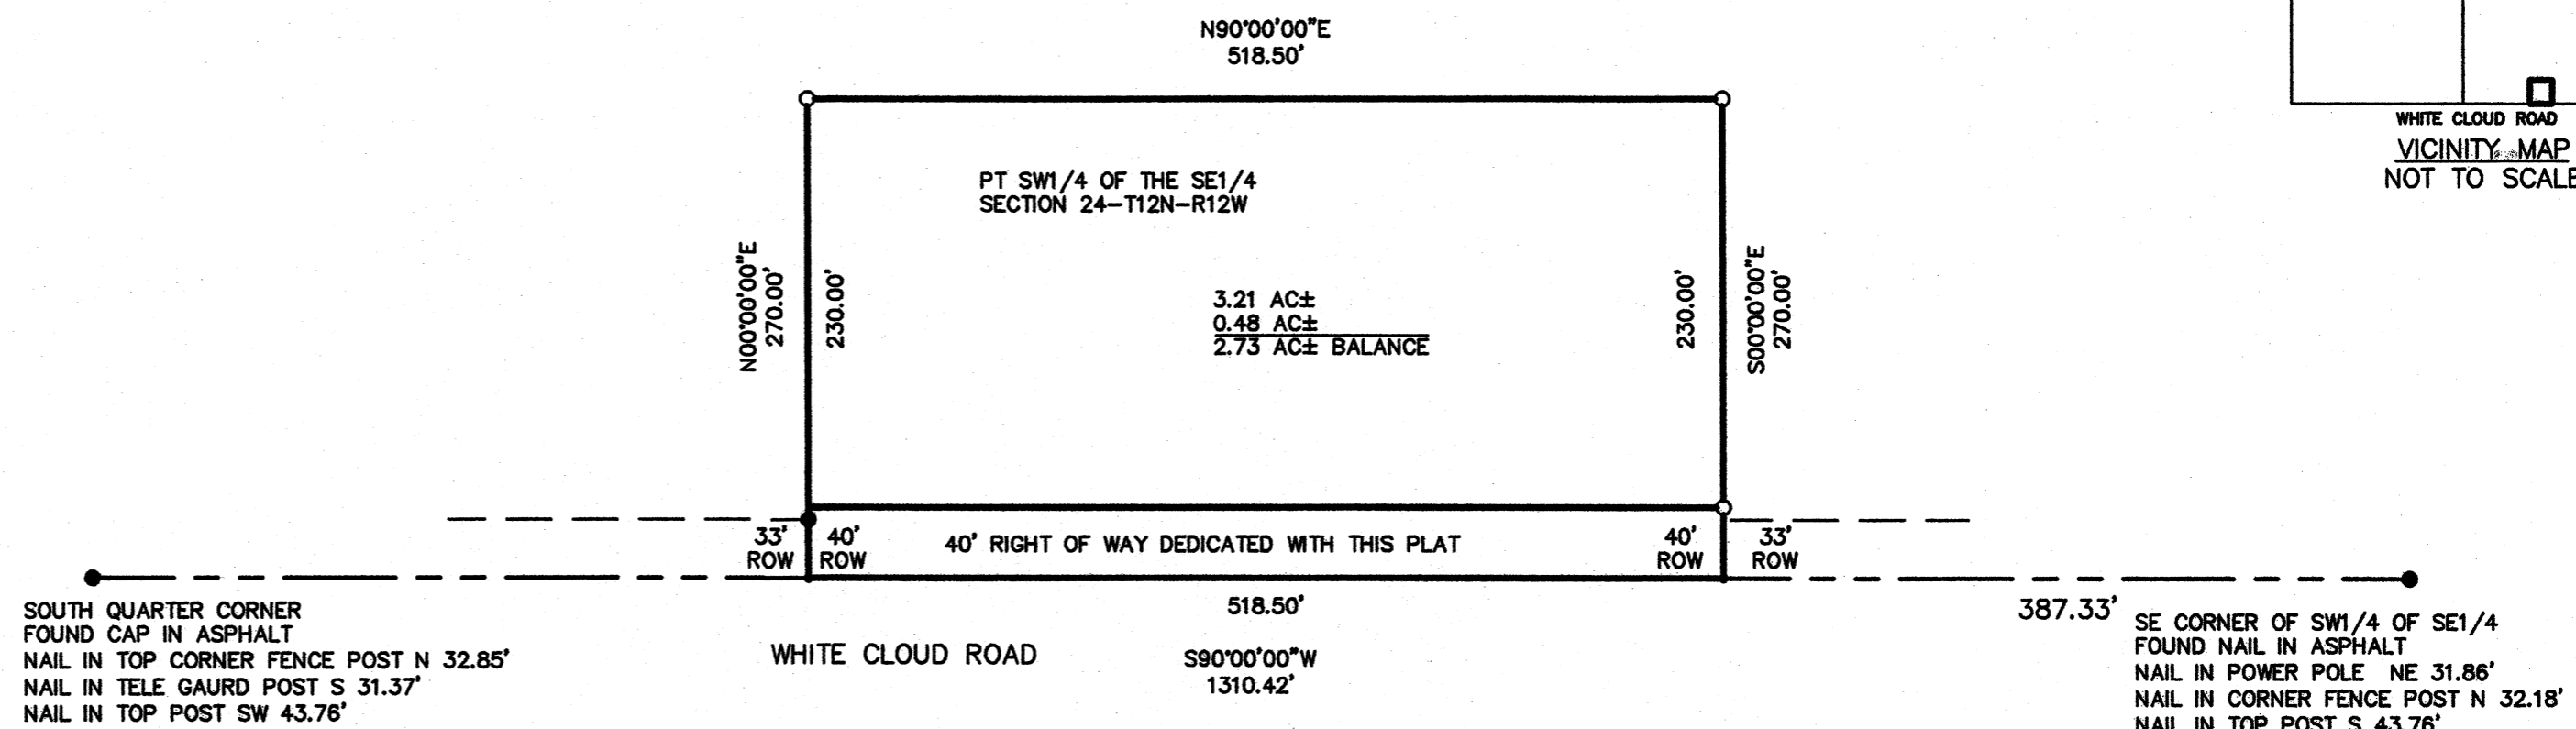 N90°00'00"E
518.50'
WHITE CLOUD ROAD
VICINITY MAP
NOT TO SCALE
PT SW1/4 OF THE SE1/4
SECTION 24-T12N-R12W
N00°00'00"E
270.00'
230.00'
3.21 AC±
0.48 AC±
2.73 AC± BALANCE
230.00'
S00°00'00"E
270.00'
33'
ROW
40'
ROW
40' RIGHT OF WAY DEDICATED WITH THIS PLAT
40'
ROW
33'
ROW
SOUTH QUARTER CORNER
FOUND CAP IN ASPHALT
NAIL IN TOP CORNER FENCE POST N 32.85'
NAIL IN TELE GAURD POST S 31.37'
NAIL IN TOP POST SW 43.76'
518.50'
WHITE CLOUD ROAD
S90°00'00"W
1310.42'
387.33'
SE CORNER OF SW1/4 OF SE1/4
FOUND NAIL IN ASPHALT
NAIL IN POWER POLE NE 31.86'
NAIL IN CORNER FENCE POST N 32.18'
NAIL IN TOP POST S 43.76'